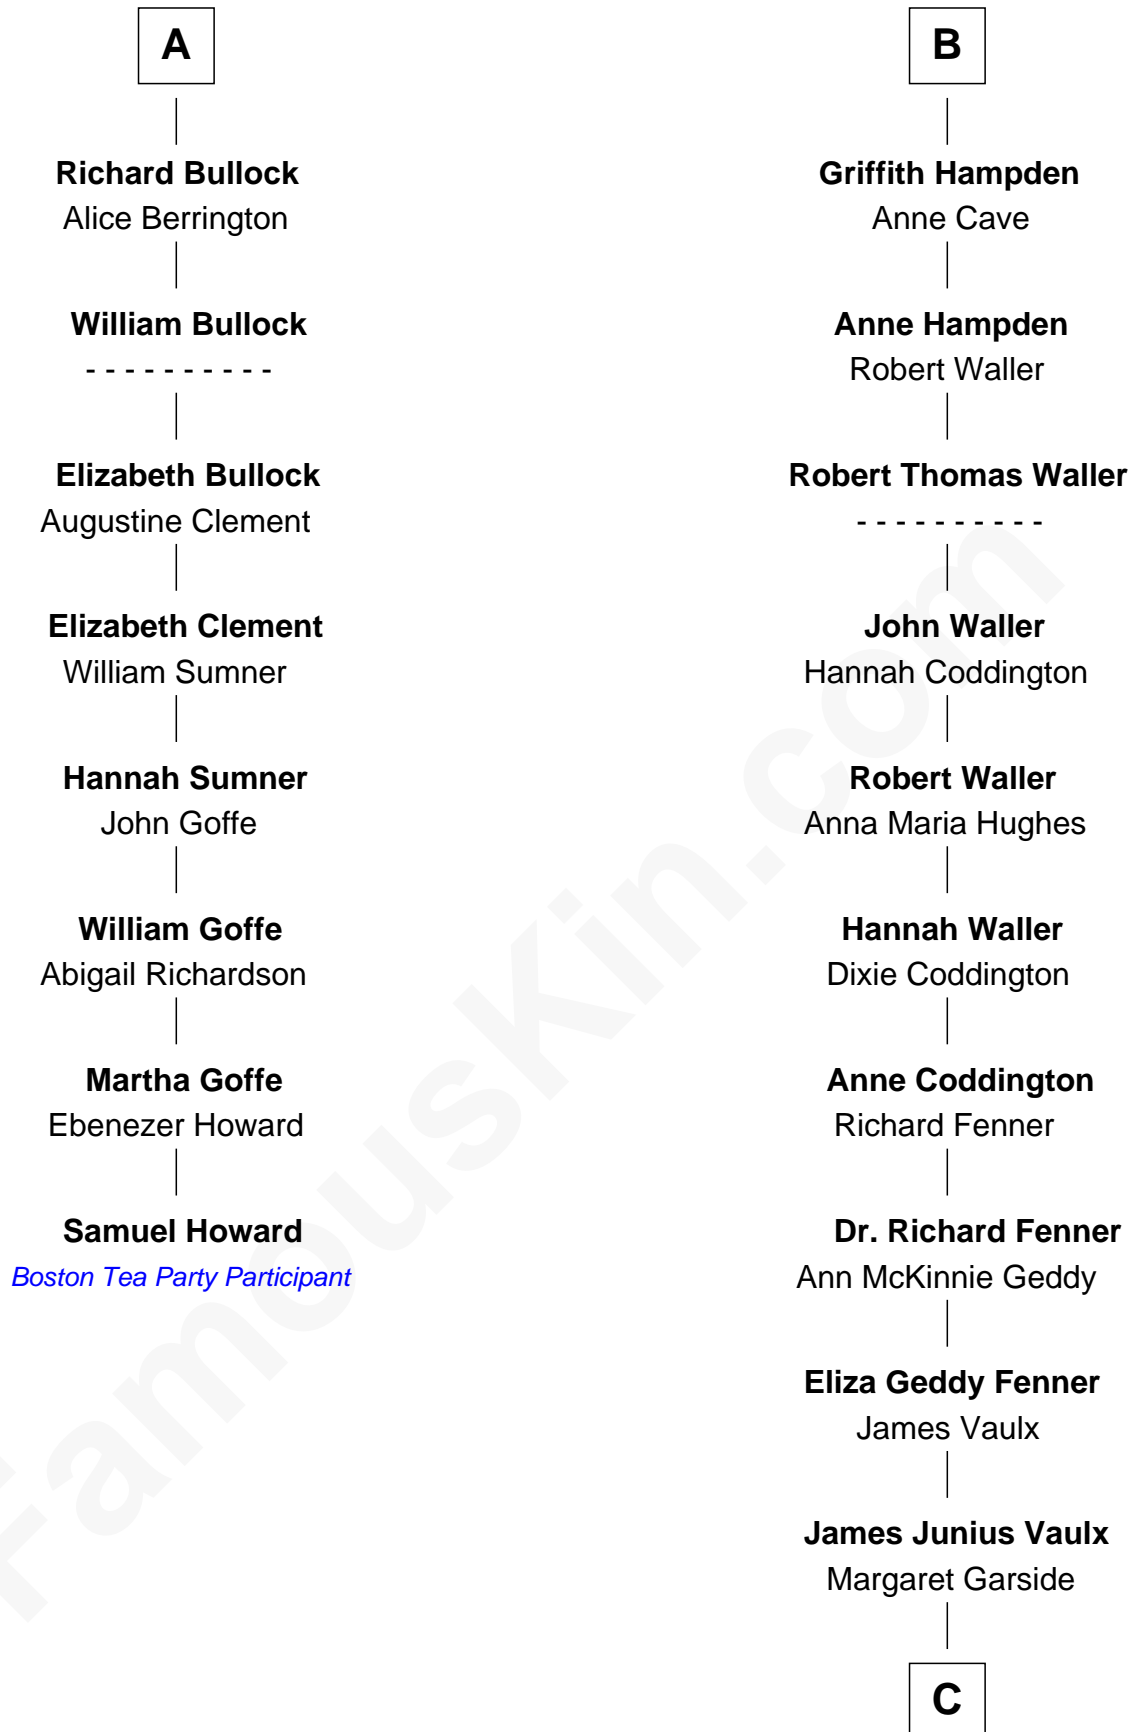 A
Richard Bullock
Alice Berrington
William Bullock
- - - - - - - - - -
Elizabeth Bullock
Augustine Clement
Elizabeth Clement
William Sumner
Hannah Sumner
John Goffe
William Goffe
Abigail Richardson
Martha Goffe
Ebenezer Howard
Samuel Howard
Boston Tea Party Participant
B
Griffith Hampden
Anne Cave
Anne Hampden
Robert Waller
Robert Thomas Waller
- - - - - - - - - -
John Waller
Hannah Coddington
Robert Waller
Anna Maria Hughes
Hannah Waller
Dixie Coddington
Anne Coddington
Richard Fenner
Dr. Richard Fenner
Ann McKinnie Geddy
Eliza Geddy Fenner
James Vaulx
James Junius Vaulx
Margaret Garside
C
FamousKin.com